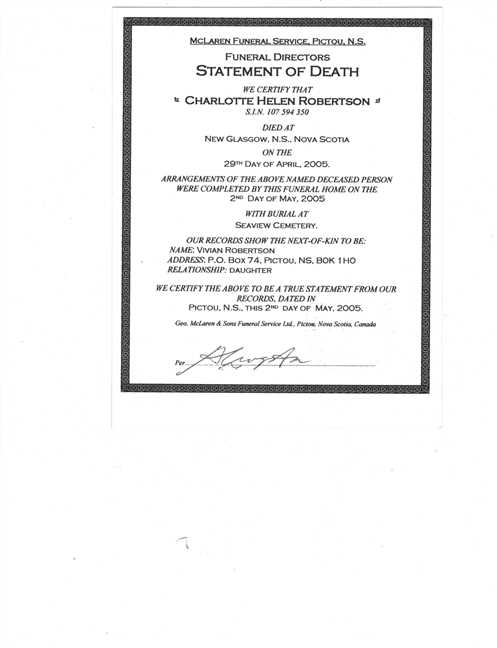 McLaren Funeral Service, Pictou, N.S.
Funeral Directors
Statement of Death
WE CERTIFY THAT
Charlotte Helen Robertson
S.I.N. 107 594 350
DIED AT
New Glasgow, N.S., Nova Scotia
ON THE
29TH Day of April, 2005.
ARRANGEMENTS OF THE ABOVE NAMED DECEASED PERSON
WERE COMPLETED BY THIS FUNERAL HOME ON THE
2ND Day of May, 2005
WITH BURIAL AT
Seaview Cemetery.
OUR RECORDS SHOW THE NEXT-OF-KIN TO BE:
NAME: Vivian Robertson
ADDRESS: P.O. Box 74, Pictou, NS, B0K 1H0
RELATIONSHIP: daughter
WE CERTIFY THE ABOVE TO BE A TRUE STATEMENT FROM OUR
RECORDS, DATED IN
Pictou, N.S., this 2ND day of May, 2005.
Geo. McLaren & Sons Funeral Service Ltd., Pictou, Nova Scotia, Canada
Per